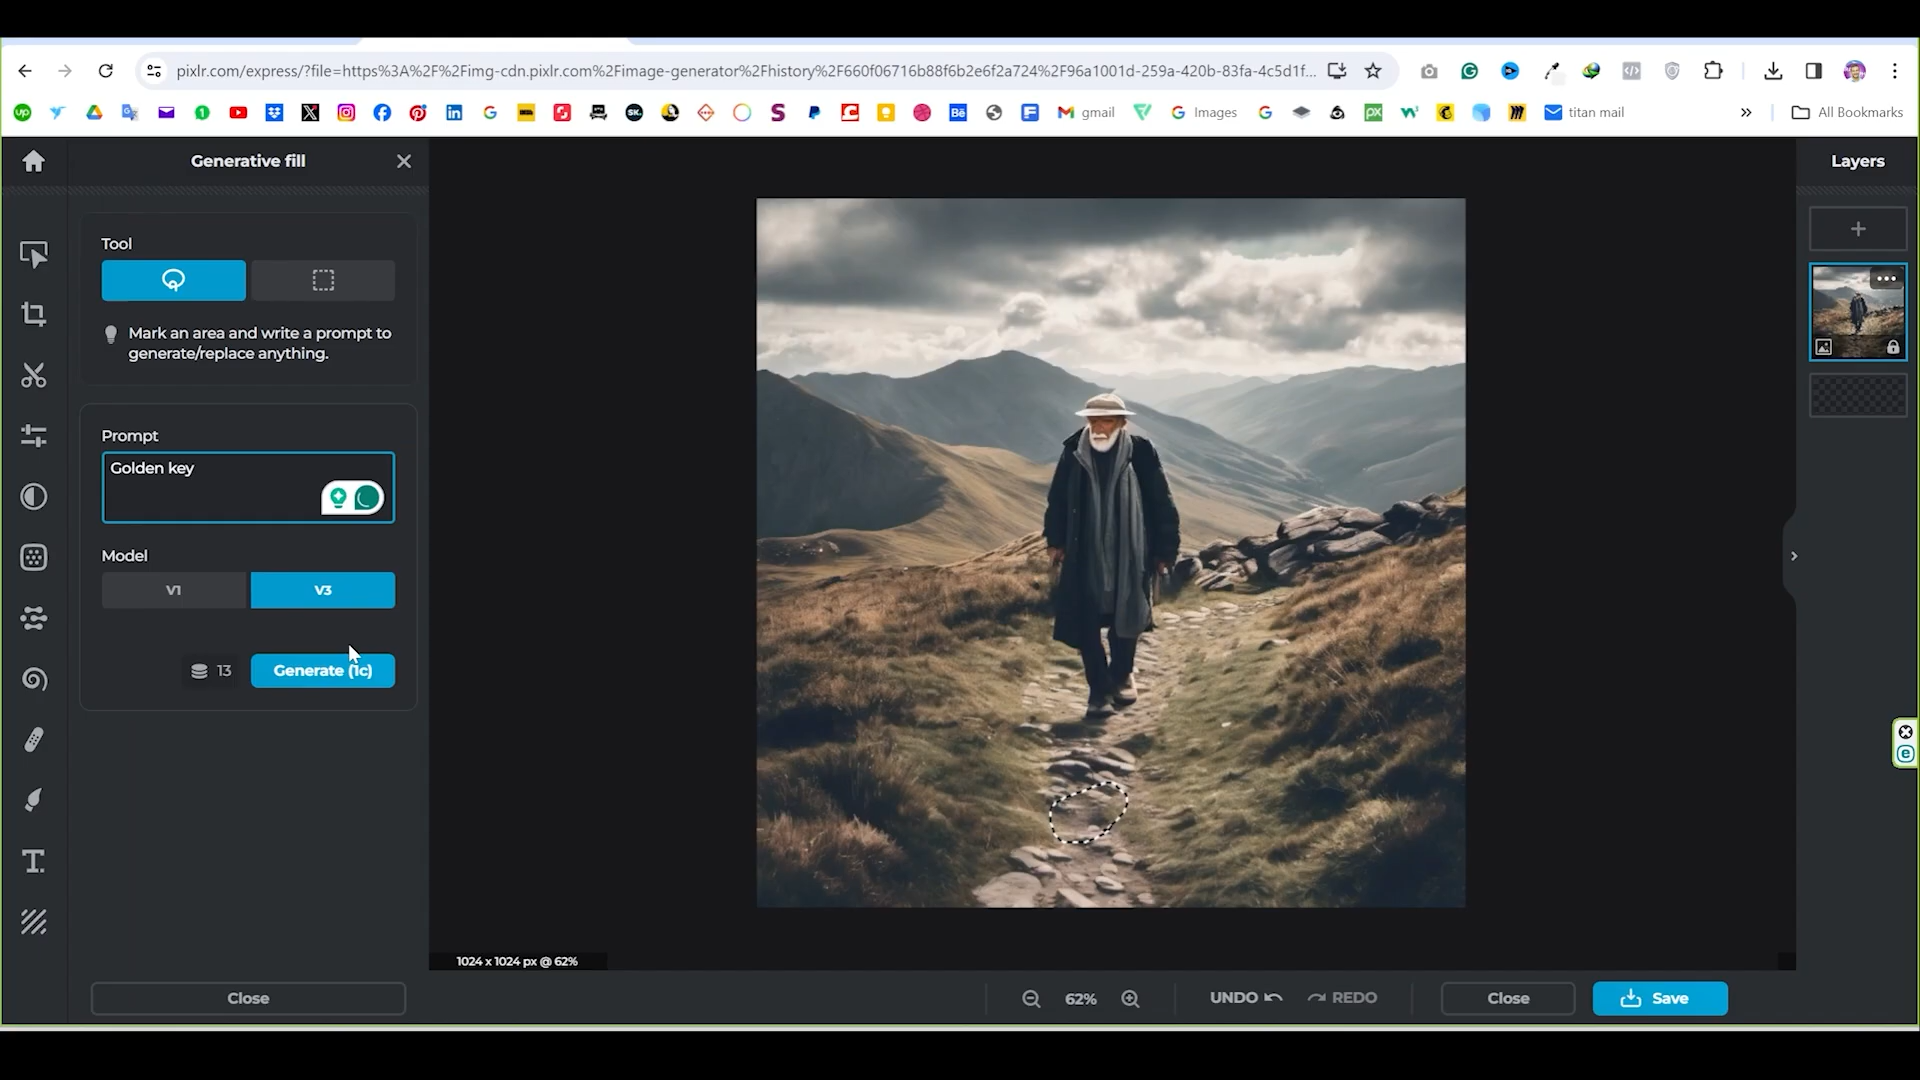 pixlr.com/express/?file=https%3A%2F%2Fimg-cdn.pixlr.com%2Fimage-generator%2Fhistory%2F660f06716b88f6b2e6f2a724%2F96a1001d-259a-420b-83fa-4c5d1f...
gmail
Images
titan mail
All Bookmarks
Generative fill
Layers
Tool
Mark an area and write a prompt to
generate/replace anything.
Prompt
Golden key
Model
V1
V3
13
Generate (1c)
1024 x 1024 px @ 62%
Close
62%
UNDO
REDO
Close
Save